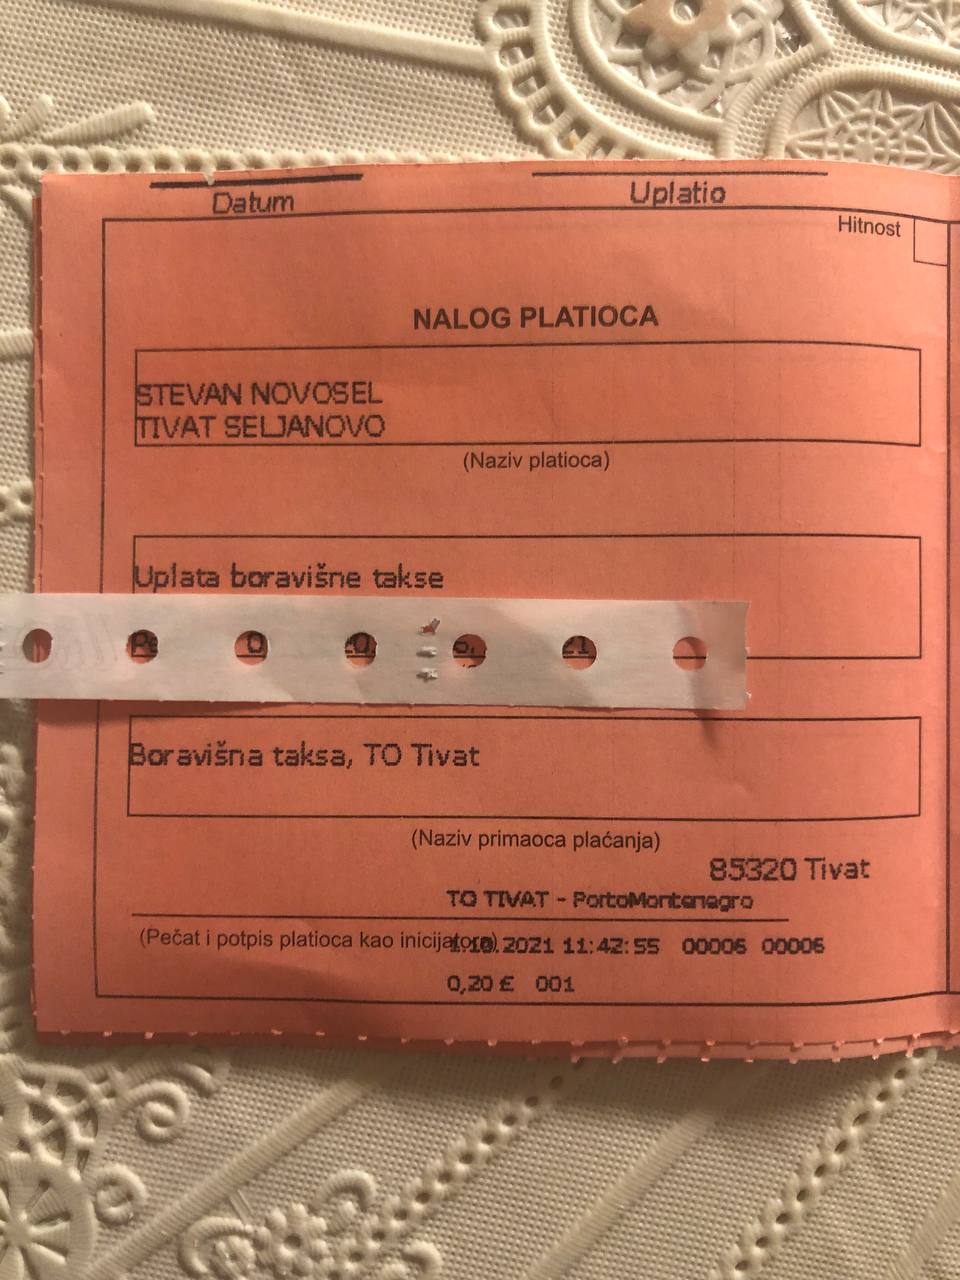 Datum Uplatio
Hitnost
NALOG PLATIOCA
STEVAN NOVOSEL
TIVAT SELJANOVO
(Naziv platioca)
Uplata boravišne takse
Boravišna taksa, TO Tivat
(Naziv primaoca plaćanja)
85320 Tivat
TO TIVAT - PortoMontenegro
(Pečat i potpis platioca kao inicijatora) 1.10.2021 11:42:55 00006 00006
0,20 £ 001